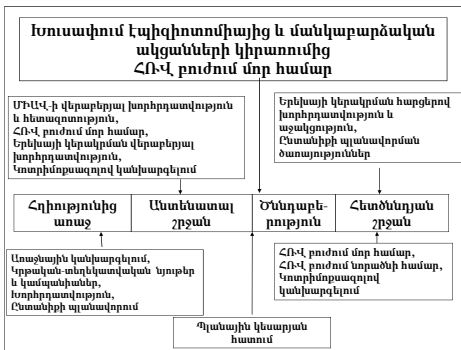 Խուսափում էպիզիոտոմիայից և մանկաբարձական
ակցանների կիրառումից
ՀՌՎ բուժում մոր համար
ՄԻԱՎ-ի վերաբերյալ խորհրդատվություն
և հետազոտություն,
ՀՌՎ բուժում մոր համար,
Երեխայի կերակրման վերաբերյալ
խորհրդատվություն,
Կոտրիմոքսազոլով կանխարգելում
Երեխայի կերակրման հարցերով
խորհրդատվություն և
աջակցություն,
Ընտանիքի պլանավորման
ծառայություններ
Հղիությունից
առաջ
Անտենատալ
շրջան
Ծննդաբե-
րություն
Հետծննդյան
շրջան
Առաջնային կանխարգելում,
Կրթական-տեղեկատվական նյութեր
և կամպանիաներ,
Խորհրդատվություն,
Ընտանիքի պլանավորում
ՀՌՎ բուժում մոր համար,
ՀՌՎ բուժում նորածնի համար,
Կոտրիմոքսազոլով
կանխարգելում
Պլանային կեսարյան
հատում